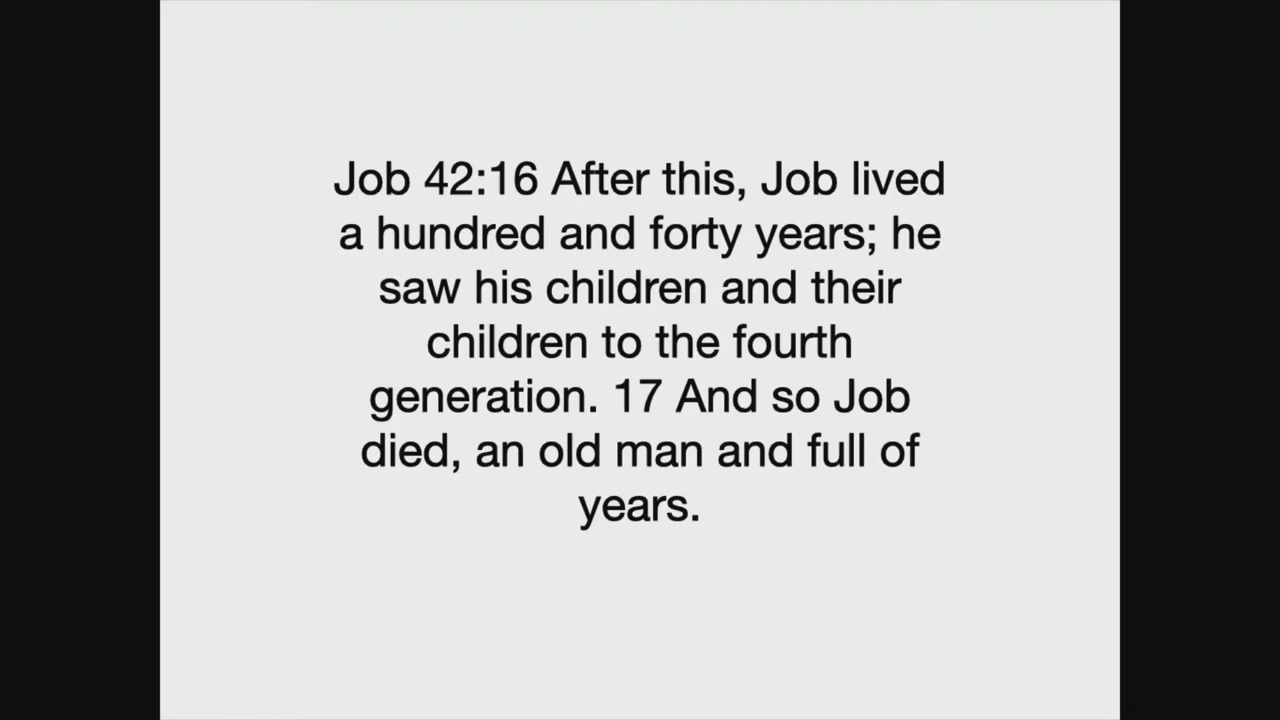 Job 42:16 After this, Job lived
a hundred and forty years; he
saw his children and their
children to the fourth
generation. 17 And so Job
died, an old man and full of
years.